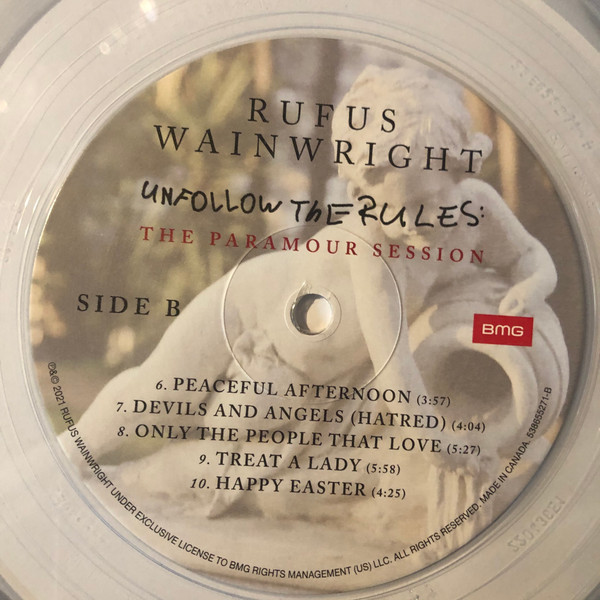 RUFUS
WAINWRIGHT
UNFOLLOW ThE RULES:
THE PARAMOUR SESSION
SIDE B
BMG
6. PEACEFUL AFTERNOON (3:57)
7. DEVILS AND ANGELS (HATRED) (4:04)
8. ONLY THE PEOPLE THAT LOVE (5:27)
9. TREAT A LADY (5:58)
10. HAPPY EASTER (4:25)
℗&© 2021 RUFUS WAINWRIGHT UNDER EXCLUSIVE LICENSE TO BMG RIGHTS MANAGEMENT (US) LLC. ALL RIGHTS RESERVED. MADE IN CANADA. 538655271-B